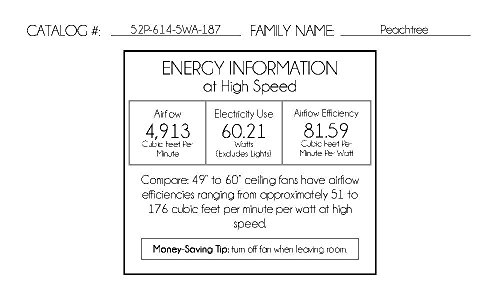 CATALOG #: 52P-614-5WA-187 FAMILY NAME: Peachtree
ENERGY INFORMATION
at High Speed
Airflow
4,913
Cubic Feet Per
Minute
Electricity Use
60.21
Watts
(Excludes Lights)
Airflow Efficiency
81.59
Cubic Feet Per
Minute Per Watt
Compare: 49" to 60" ceiling fans have airflow
efficiencies ranging from approximately 51 to
176 cubic feet per minute per watt at high
speed.
Money-Saving Tip: turn off fan when leaving room.